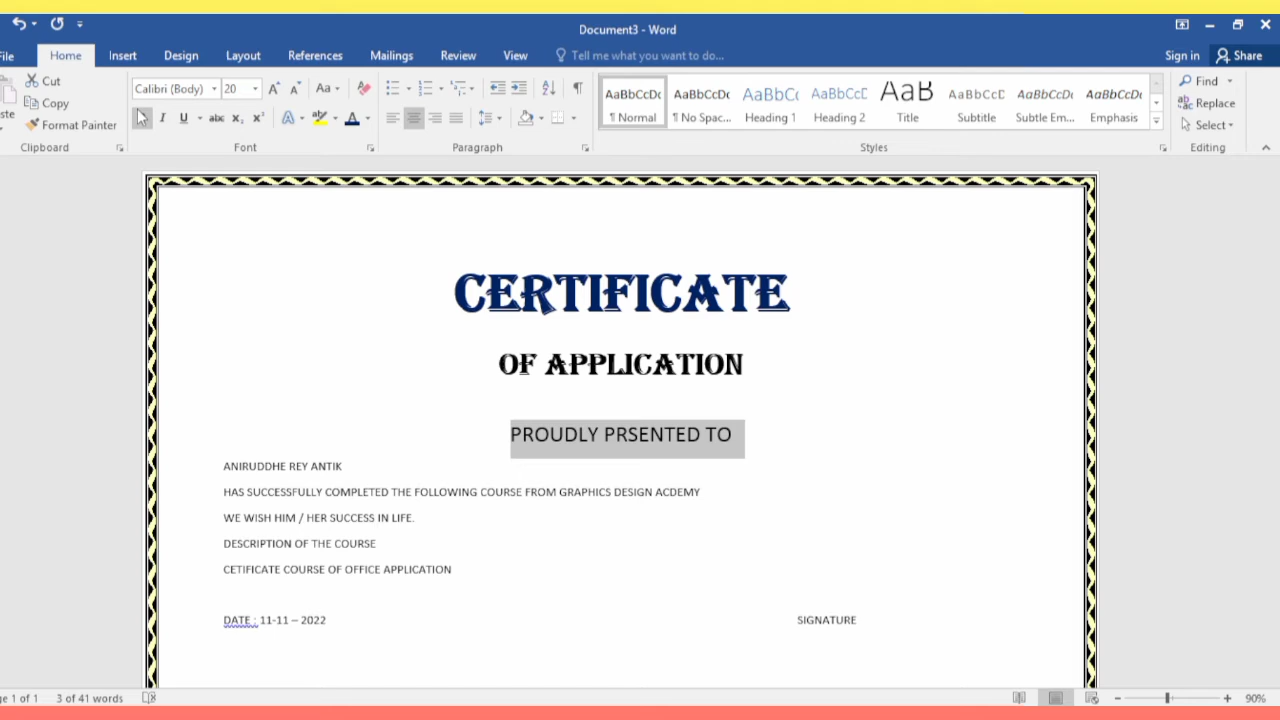 Document3 - Word
File Home Insert Design Layout References Mailings Review View Tell me what you want to do... Sign in Share
Cut
Copy
Format Painter
Clipboard
Calibri (Body) 20
Font
Paragraph
AaBbCcDc AaBbCcDc AaBbCc AaBbCcD AaB AaBbCcD AaBbCcDc AaBbCcDc
¶ Normal ¶ No Spac... Heading 1 Heading 2 Title Subtitle Subtle Em... Emphasis
Styles
Find
Replace
Select
Editing
CERTIFICATE
OF APPLICATION
PROUDLY PRSENTED TO
ANIRUDDHE REY ANTIK
HAS SUCCESSFULLY COMPLETED THE FOLLOWING COURSE FROM GRAPHICS DESIGN ACDEMY
WE WISH HIM / HER SUCCESS IN LIFE.
DESCRIPTION OF THE COURSE
CETIFICATE COURSE OF OFFICE APPLICATION
DATE : 11-11 – 2022 SIGNATURE
ge 1 of 1 3 of 41 words 90%